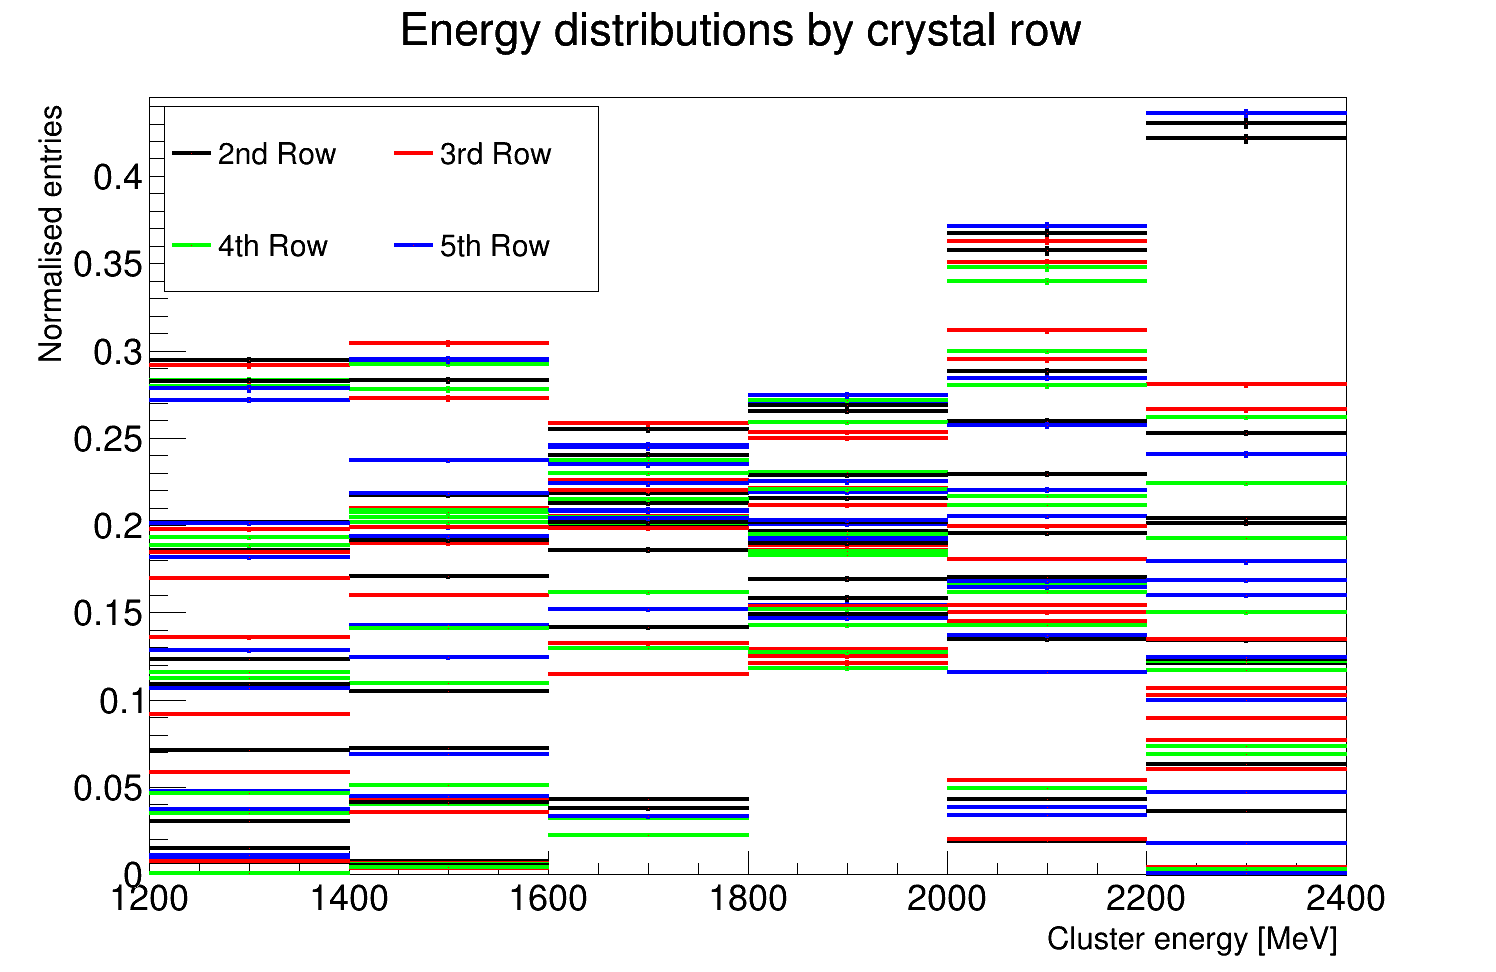 Energy distributions by crystal row
Normalised entries
2nd Row
3rd Row
4th Row
5th Row
0.4
0.35
0.3
0.25
0.2
0.15
0.1
0.05
0
1200 1400 1600 1800 2000 2200 2400
Cluster energy [MeV]